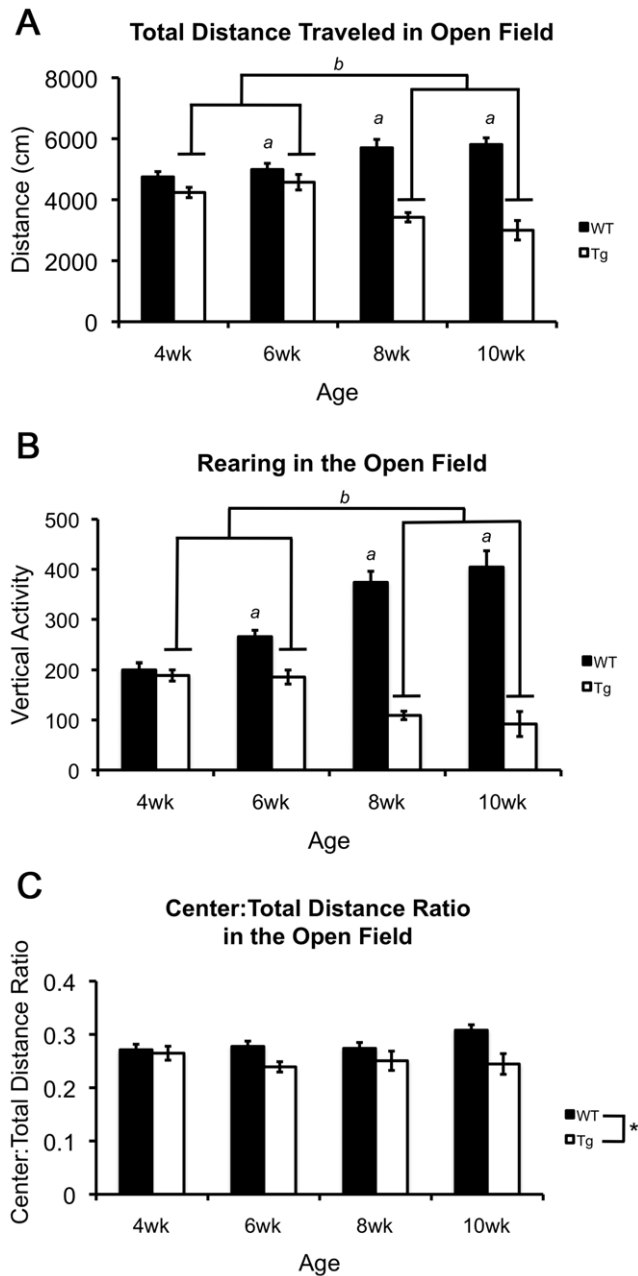 A
Total Distance Traveled in Open Field
b
8000
a
a
a
6000
4000
2000
0
Distance (cm)
WT
Tg
4wk 6wk 8wk 10wk
Age
B
Rearing in the Open Field
b
500
a
a
a
400
300
200
100
0
Vertical Activity
WT
Tg
4wk 6wk 8wk 10wk
Age
C
Center:Total Distance Ratio
in the Open Field
0.4
0.3
0.2
0.1
0
Center:Total Distance Ratio
WT
Tg
*
4wk 6wk 8wk 10wk
Age